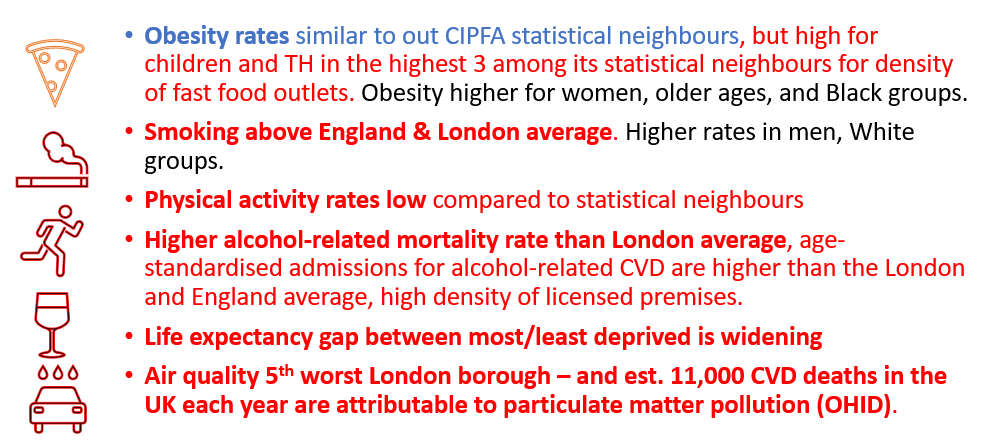 • Obesity rates similar to out CIPFA statistical neighbours, but high for
children and TH in the highest 3 among its statistical neighbours for density
of fast food outlets. Obesity higher for women, older ages, and Black groups.
• Smoking above England & London average. Higher rates in men, White
groups.
• Physical activity rates low compared to statistical neighbours
• Higher alcohol-related mortality rate than London average, age-
standardised admissions for alcohol-related CVD are higher than the London
and England average, high density of licensed premises.
• Life expectancy gap between most/least deprived is widening
• Air quality 5th worst London borough – and est. 11,000 CVD deaths in the
UK each year are attributable to particulate matter pollution (OHID).